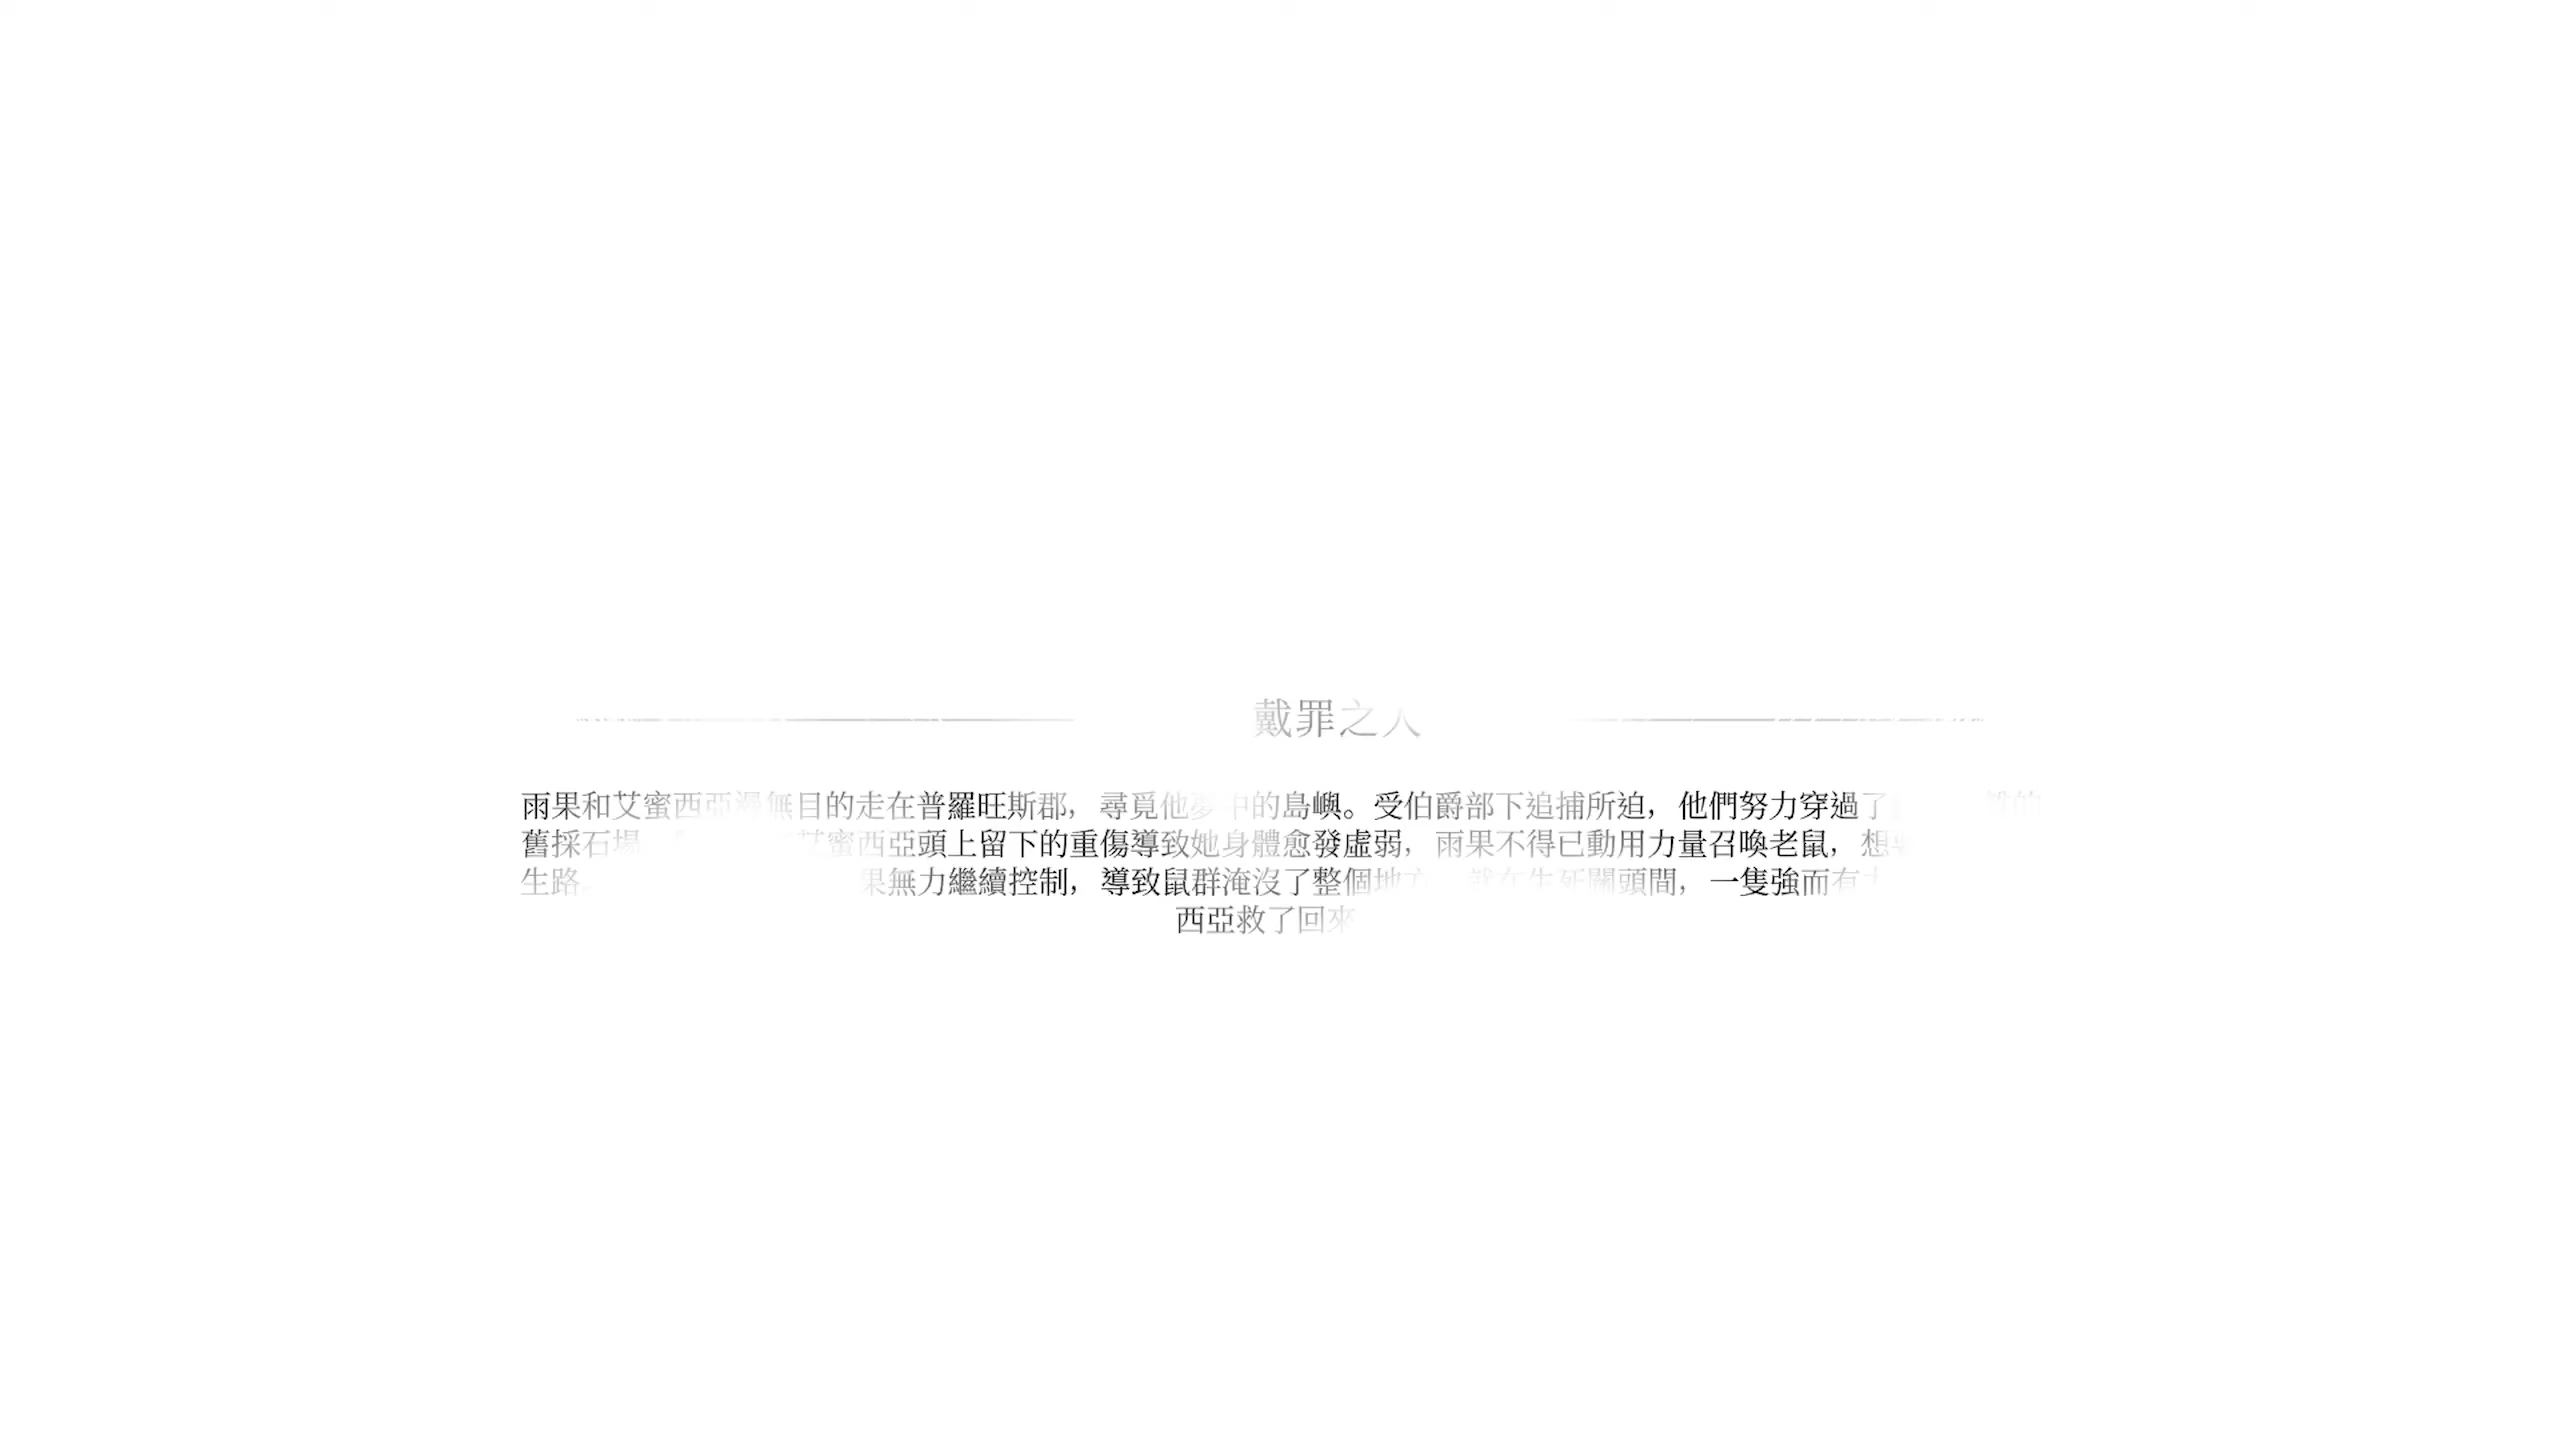 戴罪之人
雨果和艾蜜西亞漫無目的走在普羅旺斯郡，尋覓他夢中的島嶼。受伯爵部下追捕所迫，他們努力穿過了 的
舊採石場 艾蜜西亞頭上留下的重傷導致她身體愈發虛弱，雨果不得已動用力量召喚老鼠，想
生路 果無力繼續控制，導致鼠群淹沒了整個地 就在生死關頭間，一隻強而有
西亞救了回來